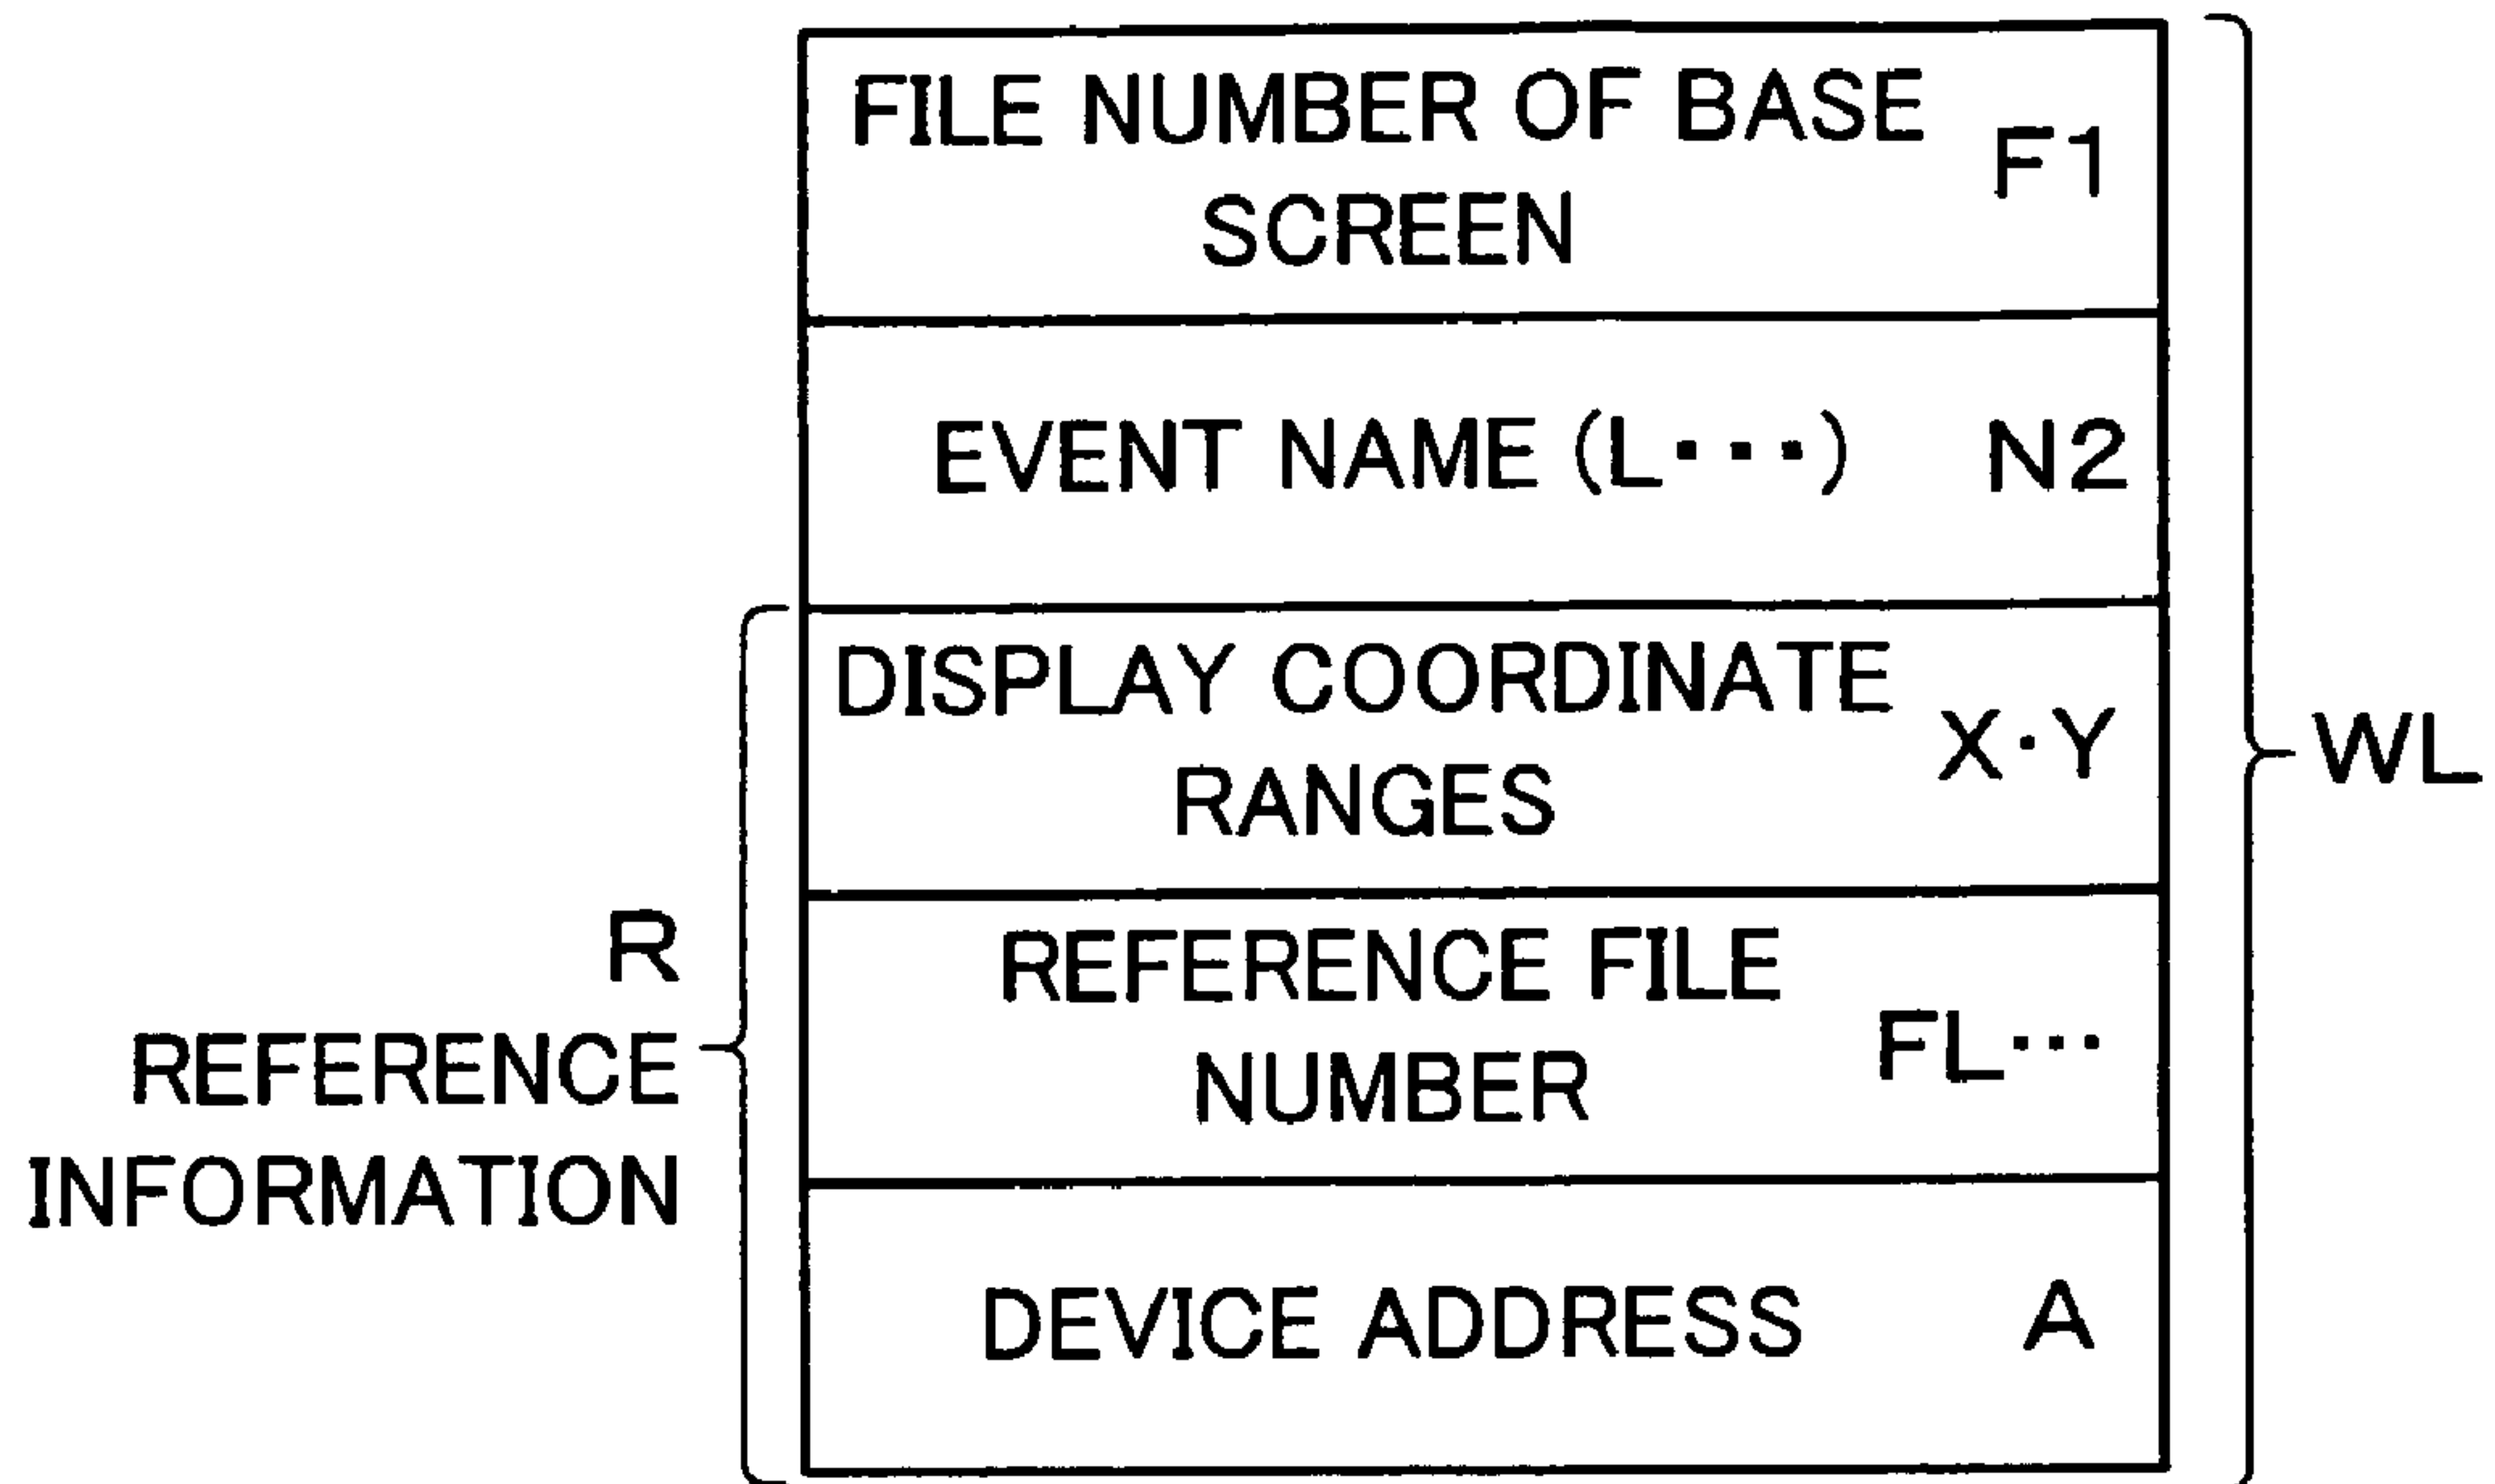 FILE NUMBER OF BASE
SCREEN
F1
EVENT NAME (L···) N2
DISPLAY COORDINATE
RANGES
X·Y
WL
R
REFERENCE
INFORMATION
REFERENCE FILE
NUMBER
FL···
DEVICE ADDRESS A